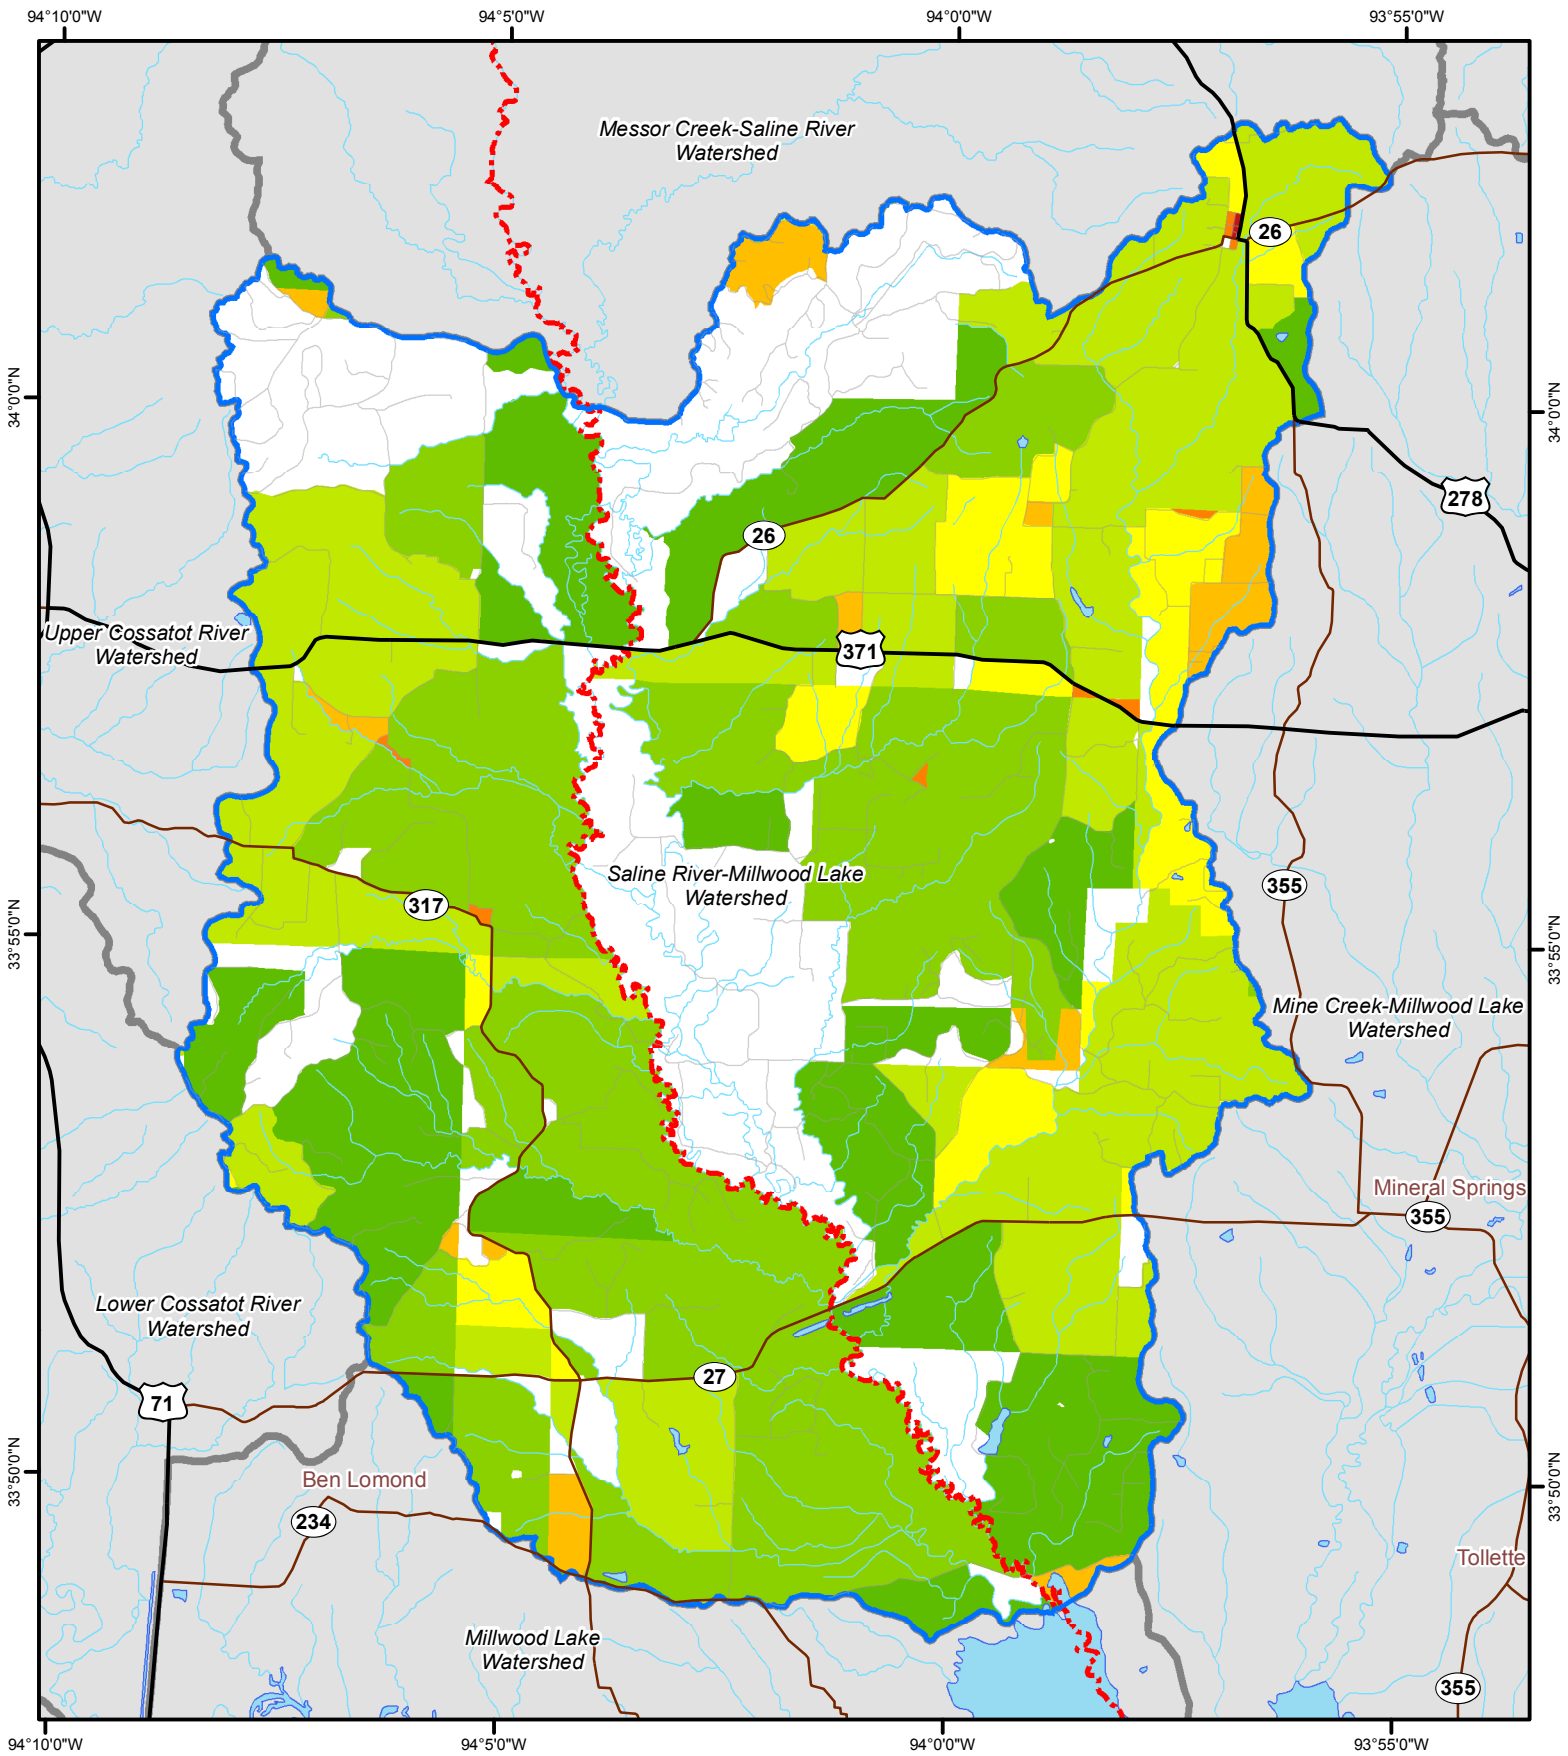 94°10'0"W
94°5'0"W
94°0'0"W
93°55'0"W
Messor Creek-Saline River
Watershed
26
34°0'0"N
34°0'0"N
278
26
Upper Cossatot River
Watershed
371
Saline River-Millwood Lake
Watershed
355
317
33°55'0"N
33°55'0"N
Mine Creek-Millwood Lake
Watershed
Mineral Springs
355
Lower Cossatot River
Watershed
27
71
33°50'0"N
33°50'0"N
Ben Lomond
234
Tollette
Millwood Lake
Watershed
355
94°10'0"W
94°5'0"W
94°0'0"W
93°55'0"W